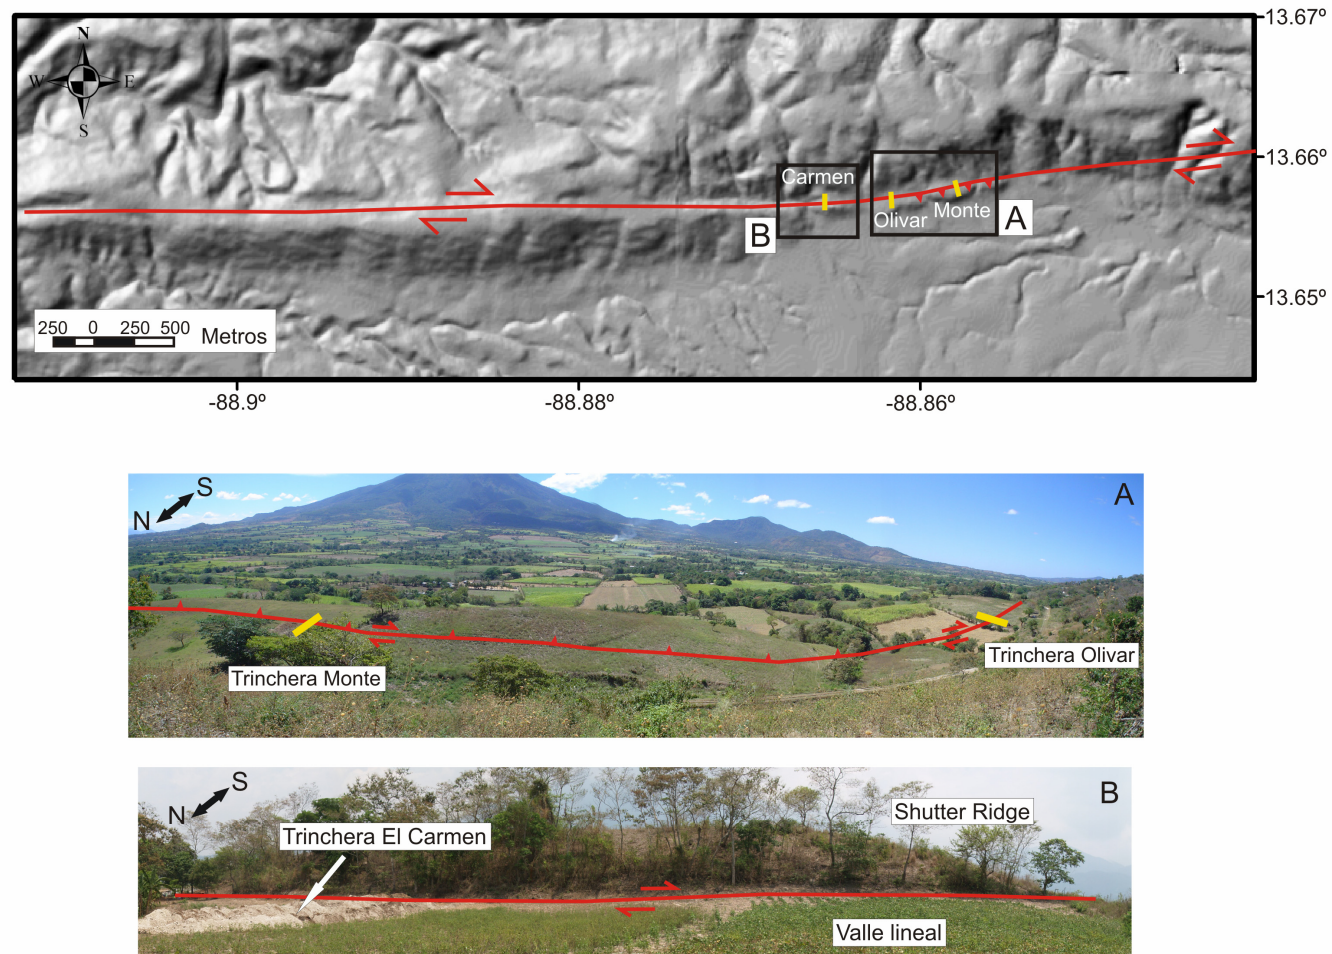 13.67º
N
W
E
S
13.66º
Carmen
Olivar
Monte
A
B
13.65º
250 0 250 500 Metros
-88.9º
-88.88º
-88.86º
S
N
A
Trinchera Monte
Trinchera Olivar
S
N
B
Shutter Ridge
Trinchera El Carmen
Valle lineal